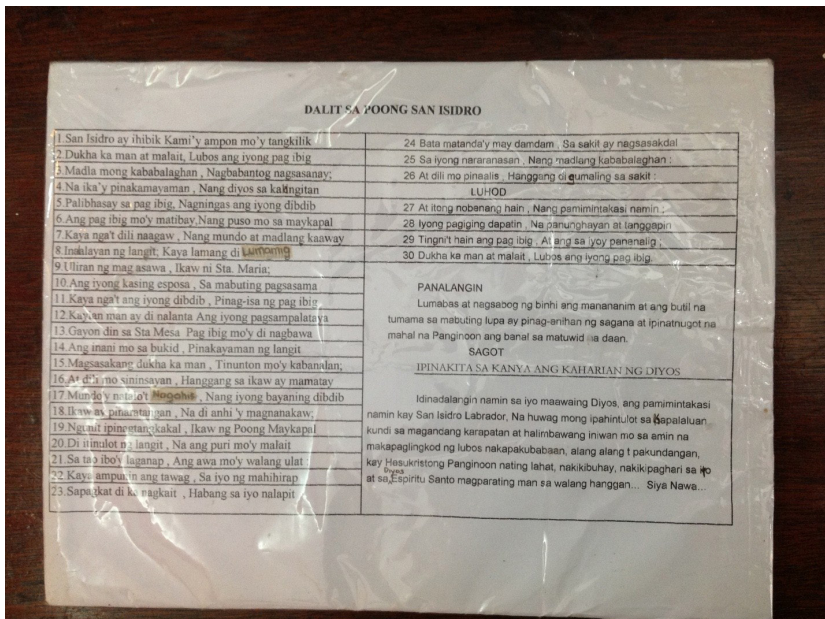 DALIT SA POONG SAN ISIDRO
1.San Isidro ay ihibik Kami'y ampon mo'y tangkilik
2.Dukha ka man at malait, Lubos ang iyong pag ibig
3.Madla mong kababalaghan , Nagbabantog nagsasanay;
4.Na ika'y pinakamayaman , Nang diyos sa kalangitan
5.Palibhasay sa pag ibig, Nagningas ang iyong dibdib
6.Ang pag ibig mo'y matibay,Nang puso mo sa maykapal
7.Kaya nga't dili naagaw , Nang mundo at madlang kaaway
8.Inalalayan ng langit; Kaya lamang di Lumamig
9.Uliran ng mag asawa , Ikaw ni Sta. Maria;
10.Ang iyong kasing esposa , Sa mabuting pagsasama
11.Kaya nga't ang iyong dibdib , Pinag-isa ng pag ibig
12.Kaylan man ay di nalanta Ang iyong pagsampalataya
13.Gayon din sa Sta Mesa Pag ibig mo'y di nagbawa
14.Ang inani mo sa bukid , Pinakayaman ng langit
15.Magsasakang dukha ka man , Tinunton mo'y kabanalan;
16.At dili mo sininsayan , Hanggang sa ikaw ay mamatay
17.Mundo'y natalo't Nagahis , Nang iyong bayaning dibdib
18.Ikaw ay pinaratangan , Na di anhi 'y magnanakaw;
19.Ngunit ipinagtangkakal , Ikaw ng Poong Maykapal
20.Di itinulot ng langit , Na ang puri mo'y malait
21.Sa tao ibo'y laganap , Ang awa mo'y walang ulat :
22.Kaya ampunin ang tawag , Sa iyo ng mahihirap
23.Sapagkat di ka nagkait , Habang sa iyo nalapit
24 Bata matanda'y may damdam , Sa sakit ay nagsasakdal
25 Sa iyong nararanasan , Nang madlang kababalaghan :
26 At dili mo pinaalis , Hanggang di gumaling sa sakit :
LUHOD
27 At itong nobenang hain , Nang pamimintakasi namin ;
28 Iyong pagiging dapatin , Na panunghayan at tanggapin
29 Tingni't hain ang pag ibig , At ang sa iyoy pananalig ;
30 Dukha ka man at malait , Lubos ang iyong pag ibig.
PANALANGIN
Lumabas at nagsabog ng binhi ang manananim at ang butil na
tumama sa mabuting lupa ay pinag-anihan ng sagana at ipinatnugot na
mahal na Panginoon ang banal sa matuwid na daan.
SAGOT
IPINAKITA SA KANYA ANG KAHARIAN NG DIYOS
Idinadalangin namin sa iyo maawaing Diyos, ang pamimintakasi
namin kay San Isidro Labrador, Na huwag mong ipahintulot sa kapalaluan
kundi sa magandang karapatan at halimbawang iniwan mo sa amin na
makapaglingkod ng lubos nakapakubabaan, alang alang t pakundangan,
kay Hesukristong Panginoon nating lahat, nakikibuhay, nakikipaghari sa iyo
at sa Diyos Espiritu Santo magparating man sa walang hanggan... Siya Nawa...